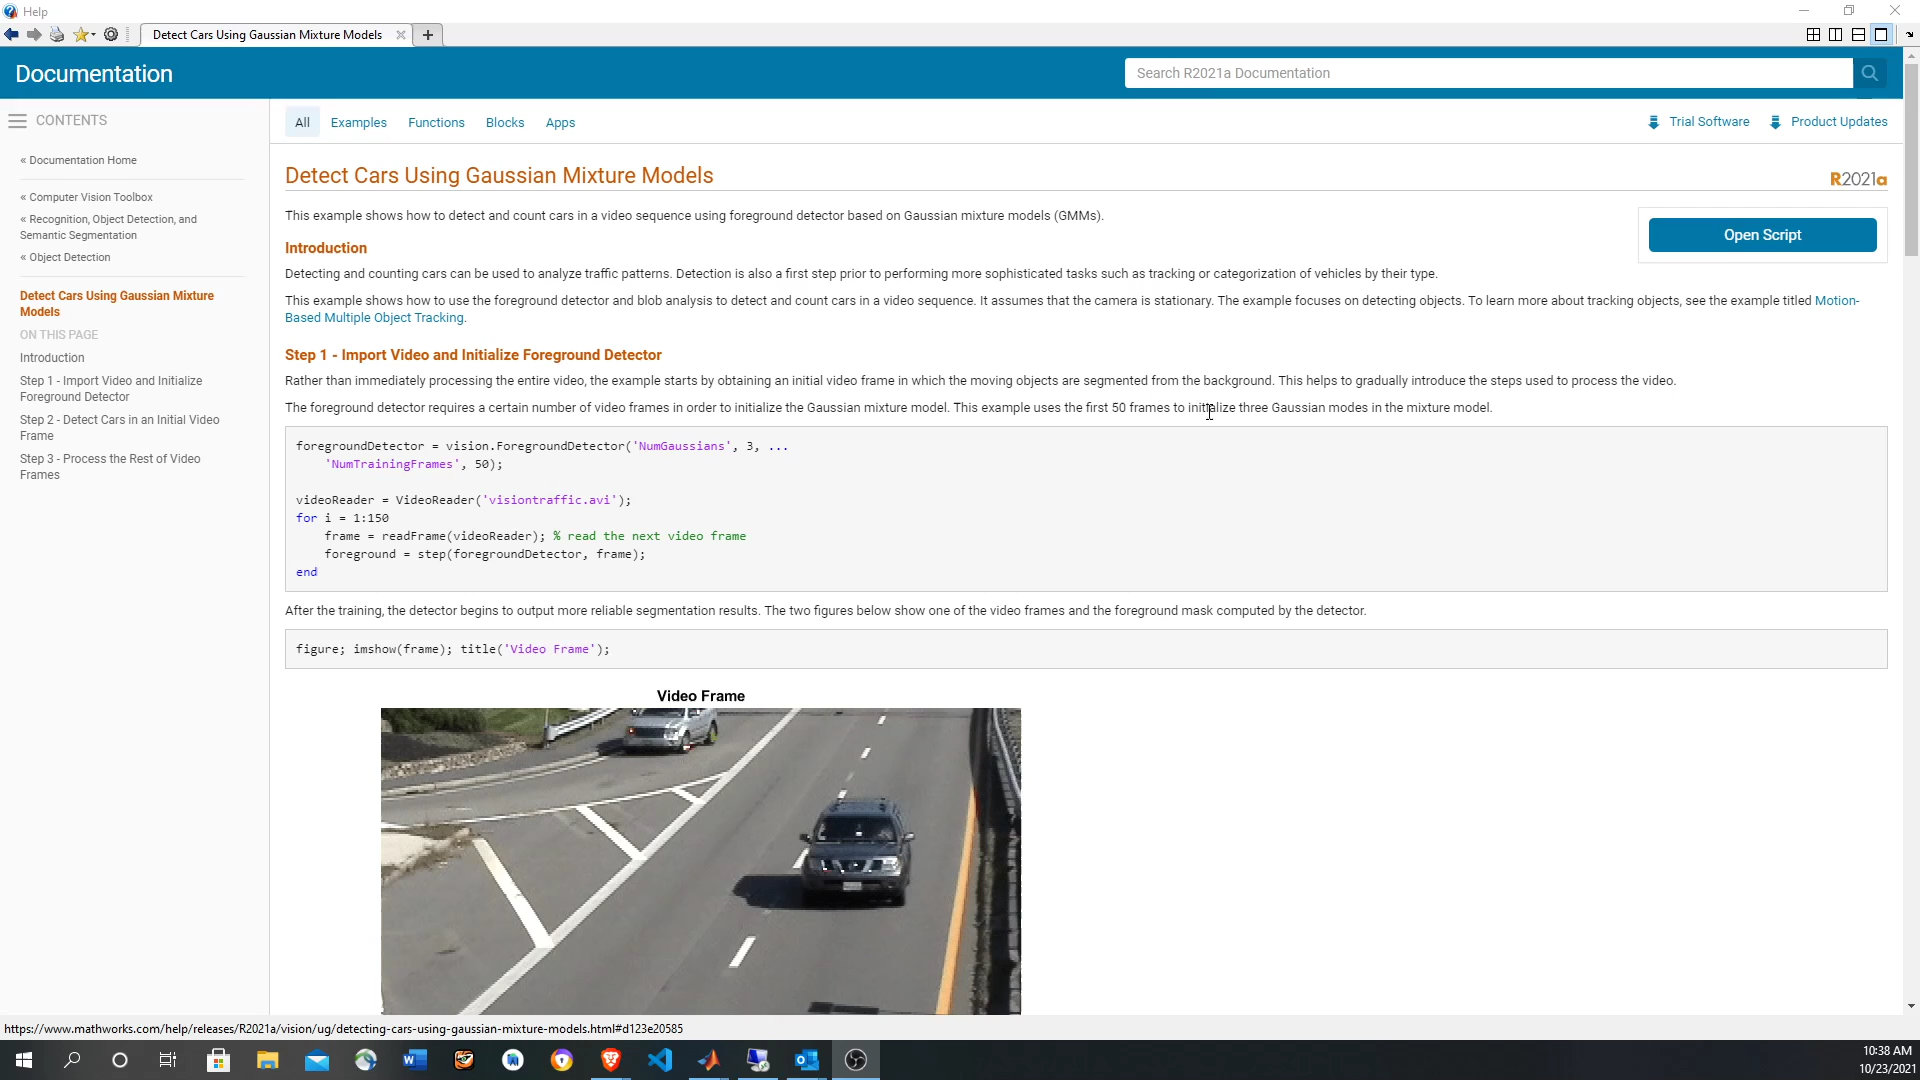 Help
Detect Cars Using Gaussian Mixture Models
Documentation
Search R2021a Documentation
CONTENTS
« Documentation Home
« Computer Vision Toolbox
« Recognition, Object Detection, and
Semantic Segmentation
« Object Detection
Detect Cars Using Gaussian Mixture
Models
ON THIS PAGE
Introduction
Step 1 - Import Video and Initialize
Foreground Detector
Step 2 - Detect Cars in an Initial Video
Frame
Step 3 - Process the Rest of Video
Frames
All Examples Functions Blocks Apps
Trial Software Product Updates
Detect Cars Using Gaussian Mixture Models
R2021a
This example shows how to detect and count cars in a video sequence using foreground detector based on Gaussian mixture models (GMMs).
Open Script
Introduction
Detecting and counting cars can be used to analyze traffic patterns. Detection is also a first step prior to performing more sophisticated tasks such as tracking or categorization of vehicles by their type.
This example shows how to use the foreground detector and blob analysis to detect and count cars in a video sequence. It assumes that the camera is stationary. The example focuses on detecting objects. To learn more about tracking objects, see the example titled Motion-
Based Multiple Object Tracking.
Step 1 - Import Video and Initialize Foreground Detector
Rather than immediately processing the entire video, the example starts by obtaining an initial video frame in which the moving objects are segmented from the background. This helps to gradually introduce the steps used to process the video.
The foreground detector requires a certain number of video frames in order to initialize the Gaussian mixture model. This example uses the first 50 frames to initialize three Gaussian modes in the mixture model.
foregroundDetector = vision.ForegroundDetector('NumGaussians', 3, ...
'NumTrainingFrames', 50);
videoReader = VideoReader('visiontraffic.avi');
for i = 1:150
frame = readFrame(videoReader); % read the next video frame
foreground = step(foregroundDetector, frame);
end
After the training, the detector begins to output more reliable segmentation results. The two figures below show one of the video frames and the foreground mask computed by the detector.
figure; imshow(frame); title('Video Frame');
Video Frame
https://www.mathworks.com/help/releases/R2021a/vision/ug/detecting-cars-using-gaussian-mixture-models.html#d123e20585
10:38 AM
10/23/2021